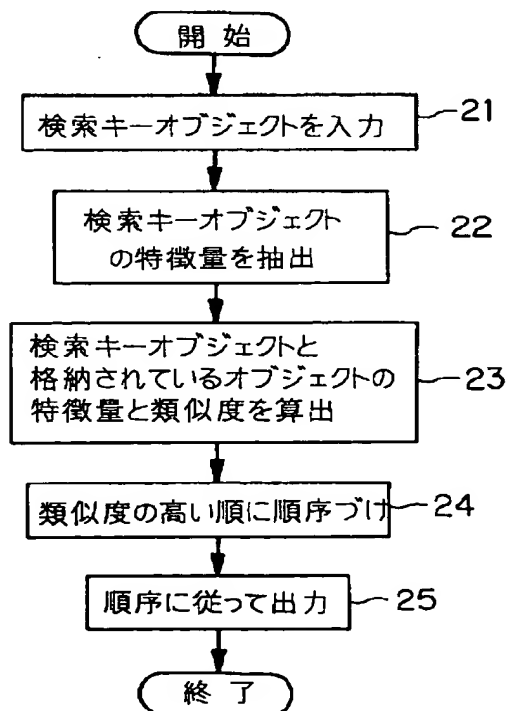 開始
検索キーオブジェクトを入力
21
検索キーオブジェクト
の特徴量を抽出
22
検索キーオブジェクトと
格納されているオブジェクトの
特徴量と類似度を算出
23
類似度の高い順に順序づけ
24
順序に従って出力
25
終了